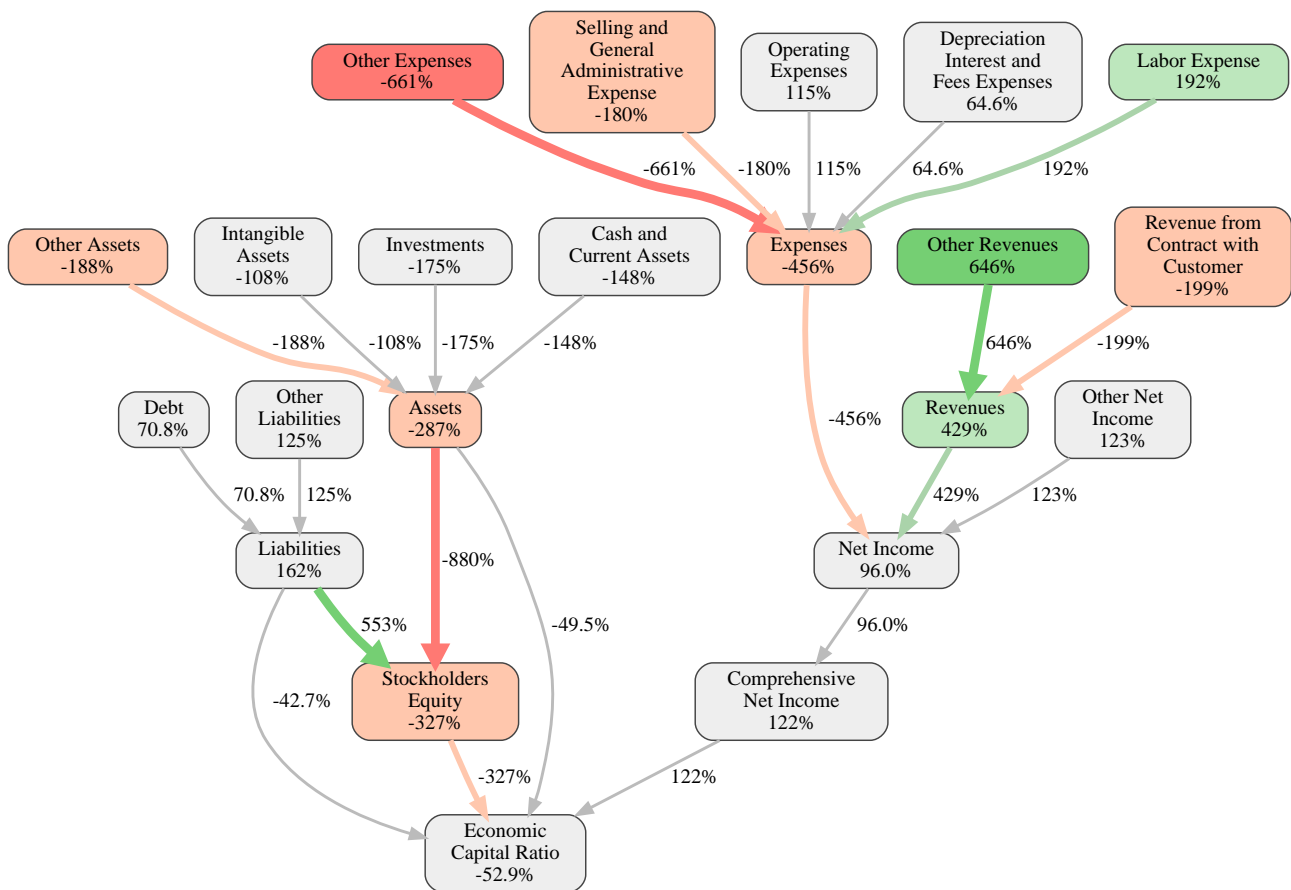 Other Expenses
-661%
Selling and
General
Administrative
Expense
-180%
Operating
Expenses
115%
Depreciation
Interest and
Fees Expenses
64.6%
Labor Expense
192%
-661%
-180%
115%
64.6%
192%
Other Assets
-188%
Intangible
Assets
-108%
Investments
-175%
Cash and
Current Assets
-148%
Expenses
-456%
Other Revenues
646%
Revenue from
Contract with
Customer
-199%
-188%
-108%
-175%
-148%
646%
-199%
Debt
70.8%
Other
Liabilities
125%
Assets
-287%
-456%
Revenues
429%
Other Net
Income
123%
70.8%
125%
429%
123%
Liabilities
162%
-880%
Net Income
96.0%
553%
-49.5%
96.0%
-42.7%
Stockholders
Equity
-327%
Comprehensive
Net Income
122%
-327%
122%
Economic
Capital Ratio
-52.9%